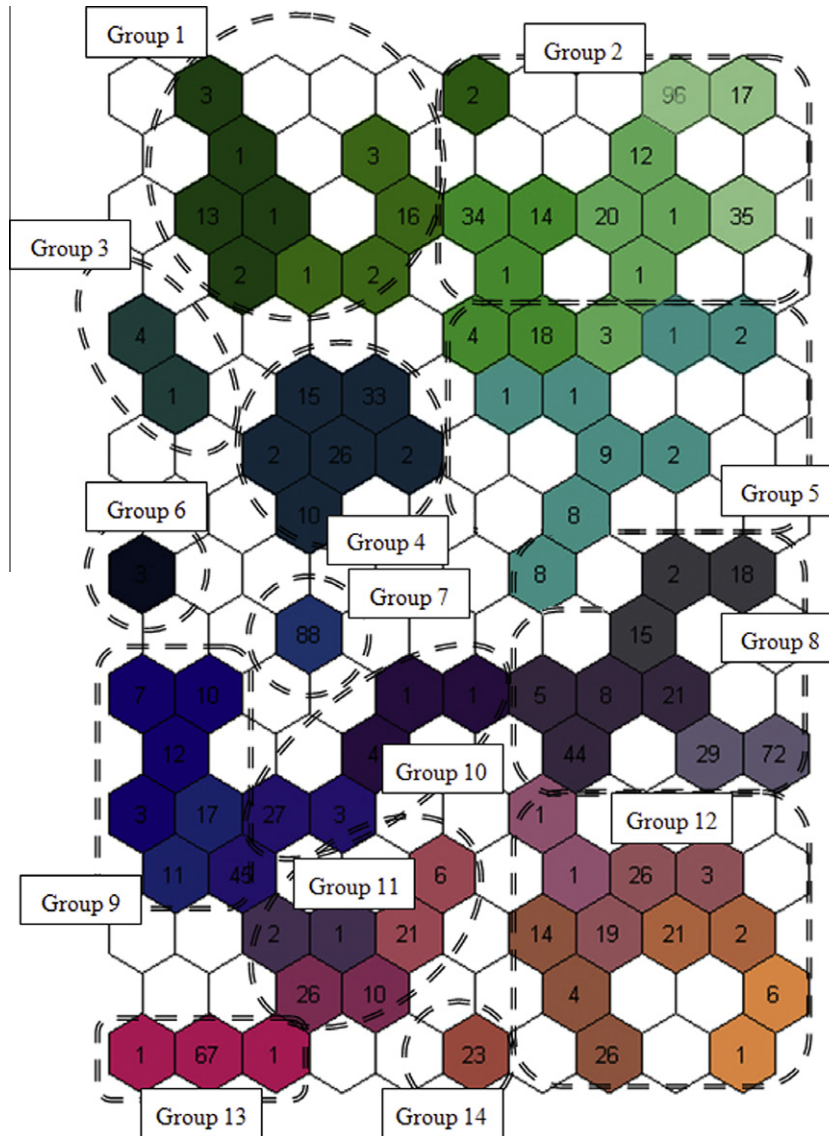 Group 1
Group 2
3 2 96 17
1 3 12
13 1 16 34 14 20 1 35
Group 3
2 1 2 1 1
4 4 18 3 1 2
1 15 33 1 1
2 26 2 9 2
Group 6
Group 5
10 8
Group 4
3 8 2 18
Group 7
88 15
Group 8
7 10 1 1 5 8 21
12 4 44 29 72
Group 10
3 17 27 3 1
Group 12
11 45 6 1 26 3
Group 11
Group 9
2 1 21 14 19 21 2
26 10 4 6
1 67 1 23 26 1
Group 13
Group 14